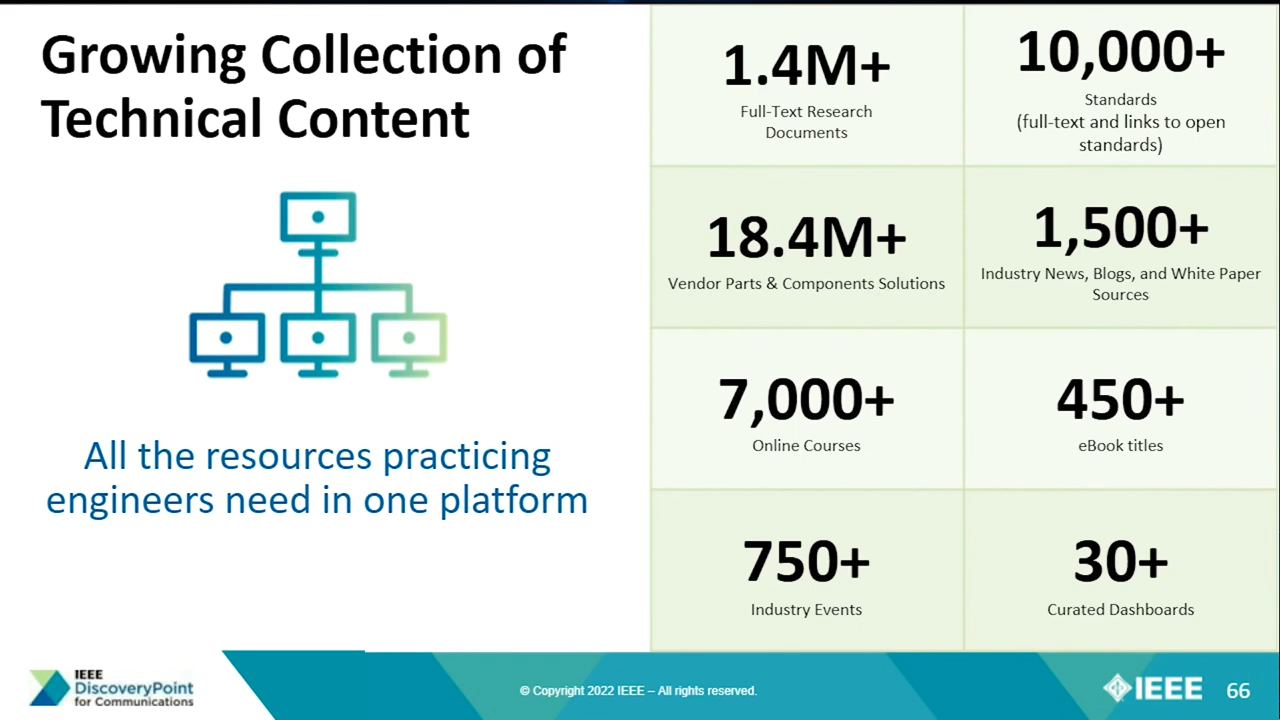 Growing Collection of
Technical Content
All the resources practicing
engineers need in one platform
1.4M+
Full-Text Research
Documents
10,000+
Standards
(full-text and links to open
standards)
18.4M+
Vendor Parts & Components Solutions
1,500+
Industry News, Blogs, and White Paper
Sources
7,000+
Online Courses
450+
eBook titles
750+
Industry Events
30+
Curated Dashboards
IEEE
DiscoveryPoint
for Communications
© Copyright 2022 IEEE – All rights reserved.
IEEE
66